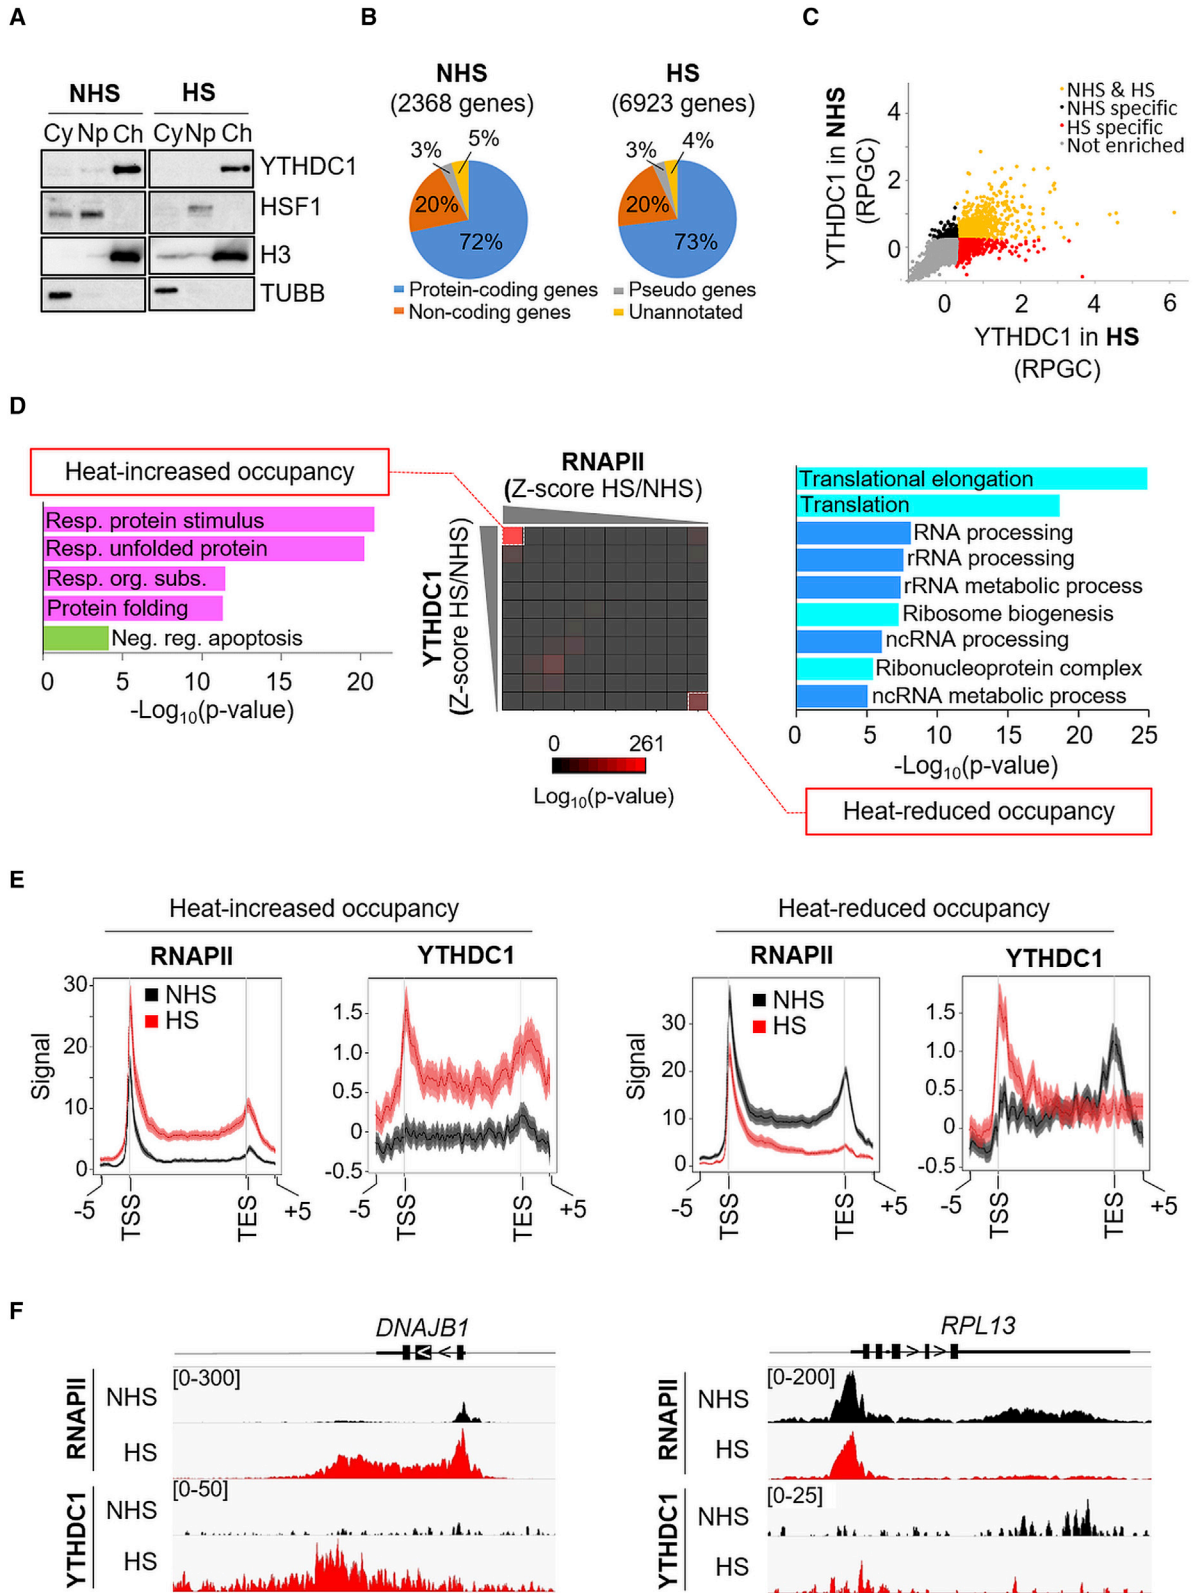 A
NHS HS
Cy Np Ch Cy Np Ch
YTHDC1
HSF1
H3
TUBB
B
NHS
(2368 genes)
HS
(6923 genes)
3% 5%
20%
72%
3% 4%
20%
73%
Protein-coding genes
Non-coding genes
Pseudo genes
Unannotated
C
YTHDC1 in NHS
(RPGC)
4
2
0
NHS & HS
NHS specific
HS specific
Not enriched
0 2 4 6
YTHDC1 in HS
(RPGC)
D
Heat-increased occupancy
Resp. protein stimulus
Resp. unfolded protein
Resp. org. subs.
Protein folding
Neg. reg. apoptosis
0 5 10 15 20
-Log10(p-value)
RNAPII
(Z-score HS/NHS)
YTHDC1
(Z-score HS/NHS)
0 261
Log10(p-value)
Translational elongation
Translation
RNA processing
rRNA processing
rRNA metabolic process
Ribosome biogenesis
ncRNA processing
Ribonucleoprotein complex
ncRNA metabolic process
0 5 10 15 20 25
-Log10(p-value)
Heat-reduced occupancy
E
Heat-increased occupancy
RNAPII
NHS
HS
Signal
30
20
10
0
-5 TSS TES +5
YTHDC1
1.5
1.0
0.5
0
-0.5
-5 TSS TES +5
Heat-reduced occupancy
RNAPII
NHS
HS
Signal
30
20
10
0
-5 TSS TES +5
YTHDC1
1.5
1.0
0.5
0
-0.5
-5 TSS TES +5
F
DNAJB1
RNAPII
NHS
[0-300]
HS
YTHDC1
NHS
[0-50]
HS
RPL13
RNAPII
NHS
[0-200]
HS
YTHDC1
NHS
[0-25]
HS